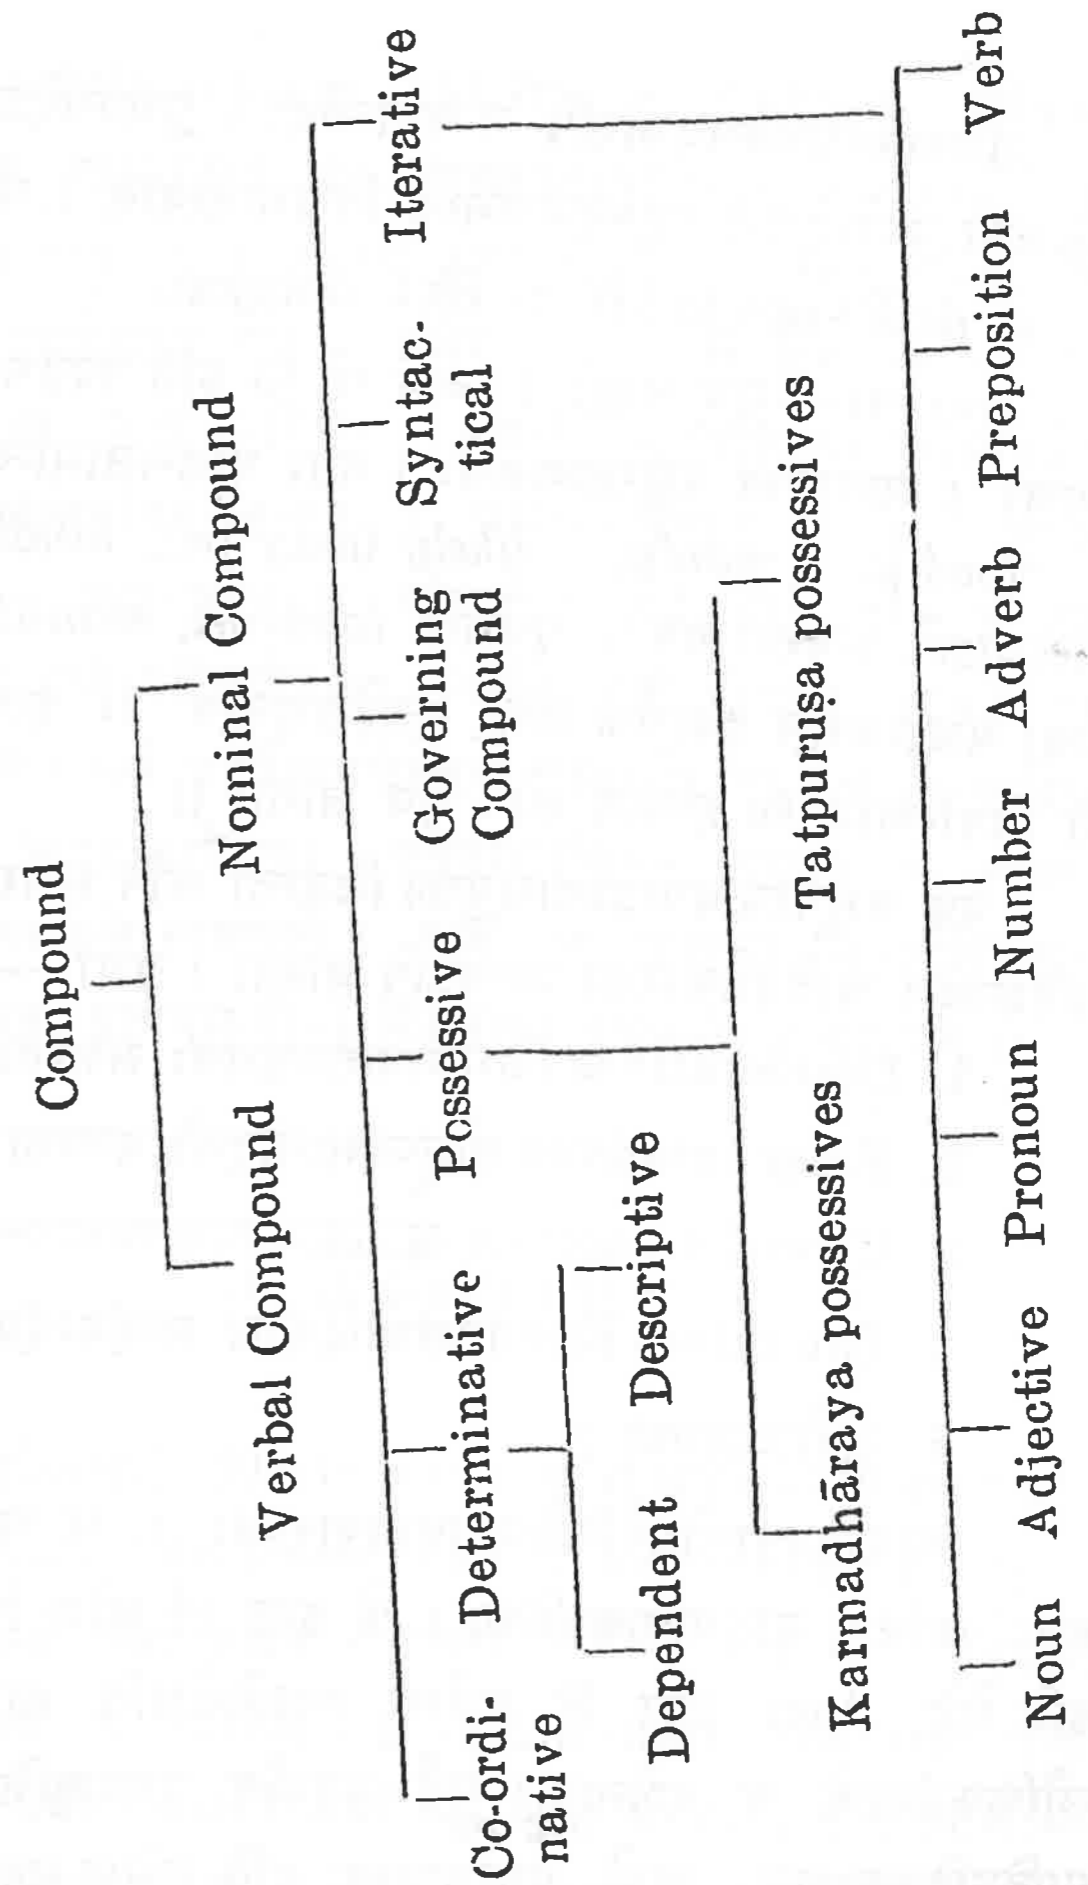 Compound
Verbal Compound Nominal Compound
Co-ordi-
native
Determinative
Possessive
Governing
Compound
Syntac-
tical
Iterative
Dependent Descriptive
Karmadhāraya possessives Tatpuruṣa possessives
Noun Adjective Pronoun Number Adverb Preposition Verb